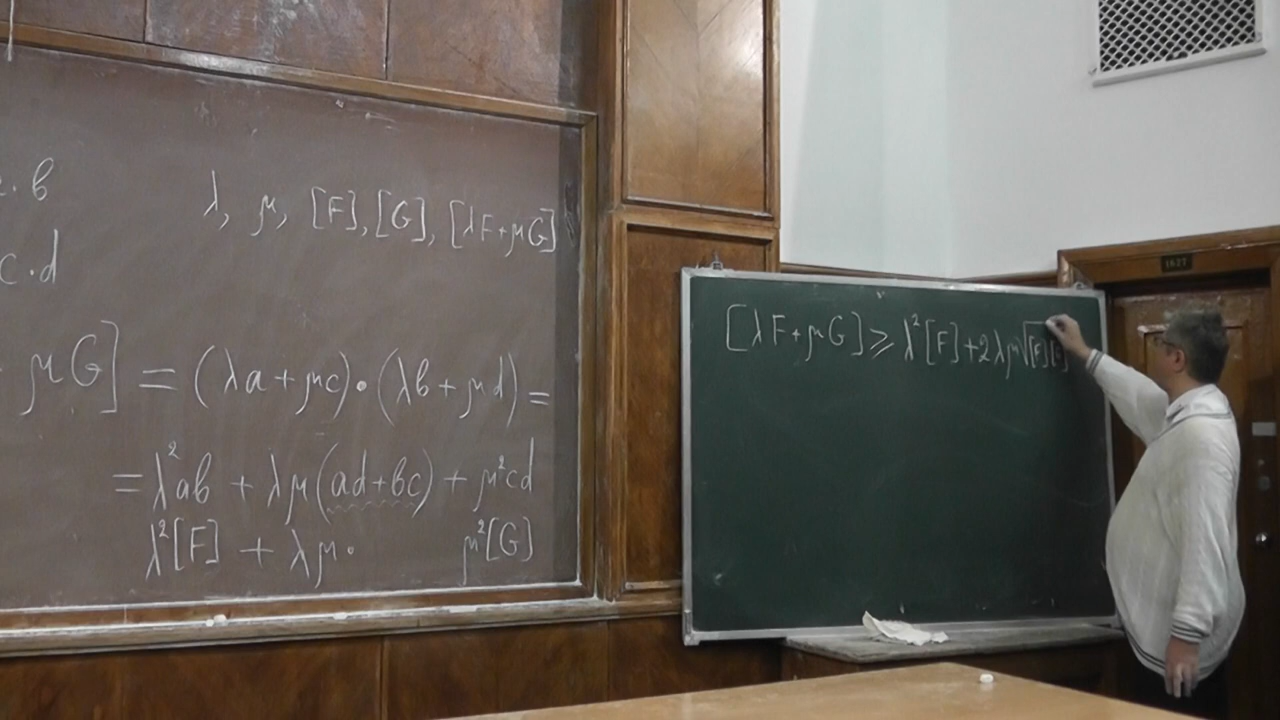 · b
λ, μ, [F], [G], [λF+μG]
c·d
μG] = (λa+μc)·(λb+μd) =
= λ²ab + λμ(ad+bc) + μ²cd
λ²[F] + λμ· μ²[G]
[λF+μG] ⩾ λ²[F]+2λμ√[F][G]